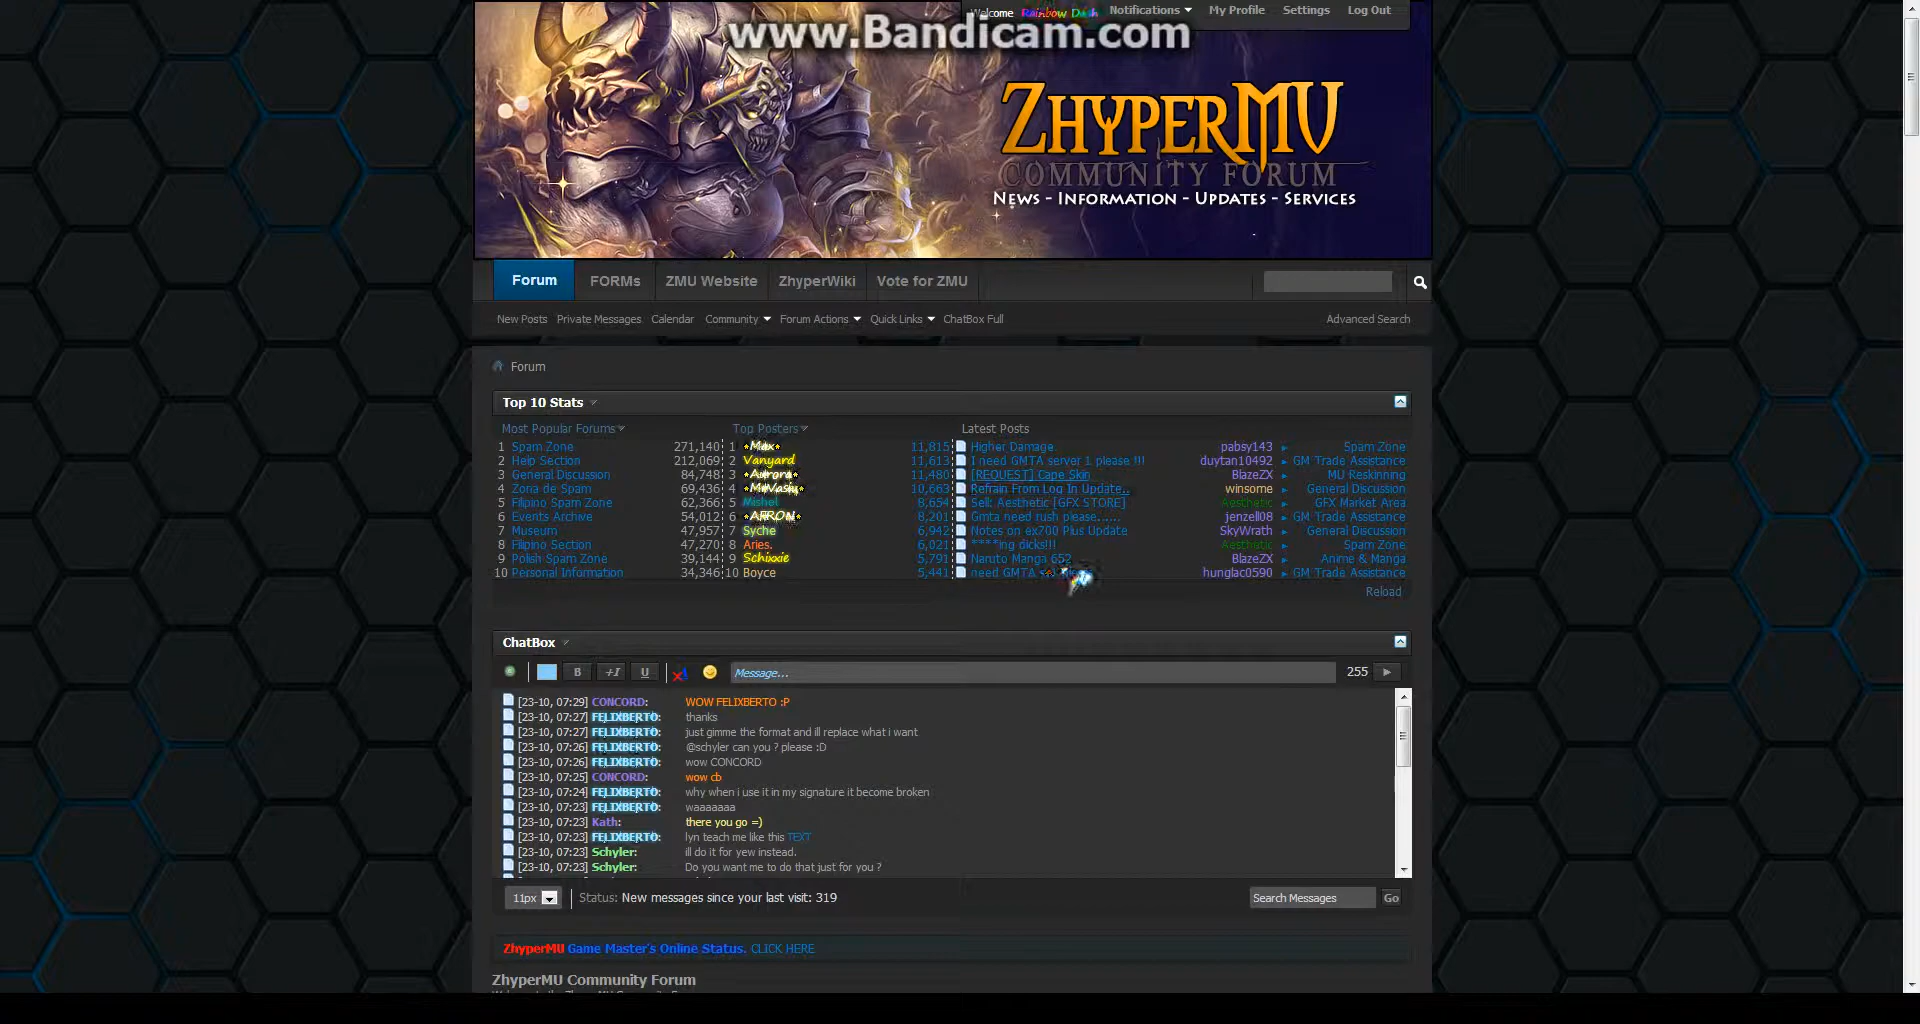 Welcome Rainbow Dash Notifications My Profile Settings Log Out
www.Bandicam.com
ZHYPERMU
COMMUNITY FORUM
NEWS - INFORMATION - UPDATES - SERVICES
Forum FORMs ZMU Website ZhyperWiki Vote for ZMU
New Posts Private Messages Calendar Community Forum Actions Quick Links ChatBox Full Advanced Search
Forum
Top 10 Stats
Most Popular Forums Top Posters Latest Posts
1 Spam Zone 271,140 1 Max 11,815 Higher Damage pabsy143 Spam Zone
2 Help Section 212,069 2 Vanyard 11,613 I need GMTA server 1 please !!! duytan10492 GM Trade Assistance
3 General Discussion 84,748 3 Aurora 11,480 [REQUEST] Cape Skin BlazeZX MU Reskinning
4 Zona de Spam 69,436 4 10,663 Refrain From Log In Update... winsome General Discussion
5 Filipino Spam Zone 62,366 5 Mishel 8,654 Sell: Aesthetic [GFX STORE] Aesthetic GFX Market Area
6 Events Archive 54,012 6 8,201 Gmta need rush please...... jenzell08 GM Trade Assistance
7 Museum 47,957 7 Syche 6,942 Notes on ex700 Plus Update SkyWrath General Discussion
8 Filipino Section 47,270 8 Aries. 6,021 ****ing dicks!!! Aesthetic Spam Zone
9 Polish Spam Zone 39,144 9 Schixxie 5,791 Naruto Manga 652 BlazeZX Anime & Manga
10 Personal Information 34,346 10 Boyce 5,441 need GMTA hunglac0590 GM Trade Assistance
Reload
ChatBox
B +I U Message... 255
[23-10, 07:29] CONCORD: WOW FELIXBERTO :P
[23-10, 07:27] FELIXBERTO: thanks
[23-10, 07:27] FELIXBERTO: just gimme the format and ill replace what i want
[23-10, 07:26] FELIXBERTO: @schyler can you ? please :D
[23-10, 07:26] FELIXBERTO: wow CONCORD
[23-10, 07:25] CONCORD: wow cb
[23-10, 07:24] FELIXBERTO: why when i use it in my signature it become broken
[23-10, 07:23] FELIXBERTO: waaaaaaa
[23-10, 07:23] Kath: there you go =)
[23-10, 07:23] FELIXBERTO: lyn teach me like this TEXT
[23-10, 07:23] Schyler: ill do it for yew instead.
[23-10, 07:23] Schyler: Do you want me to do that just for you ?
11px Status: New messages since your last visit: 319 Search Messages Go
ZhyperMU Game Master's Online Status. CLICK HERE
ZhyperMU Community Forum